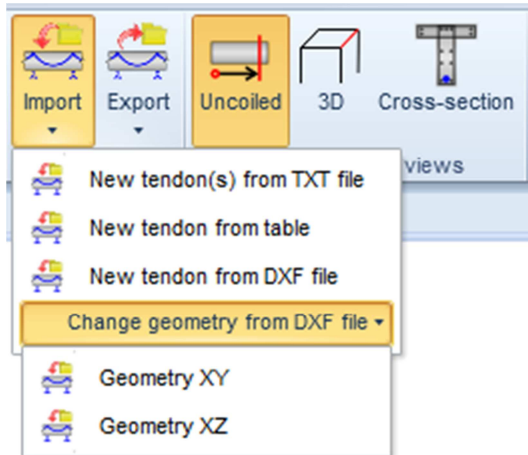 Import
Export
Uncoiled
3D
Cross-section
views
New tendon(s) from TXT file
New tendon from table
New tendon from DXF file
Change geometry from DXF file
Geometry XY
Geometry XZ